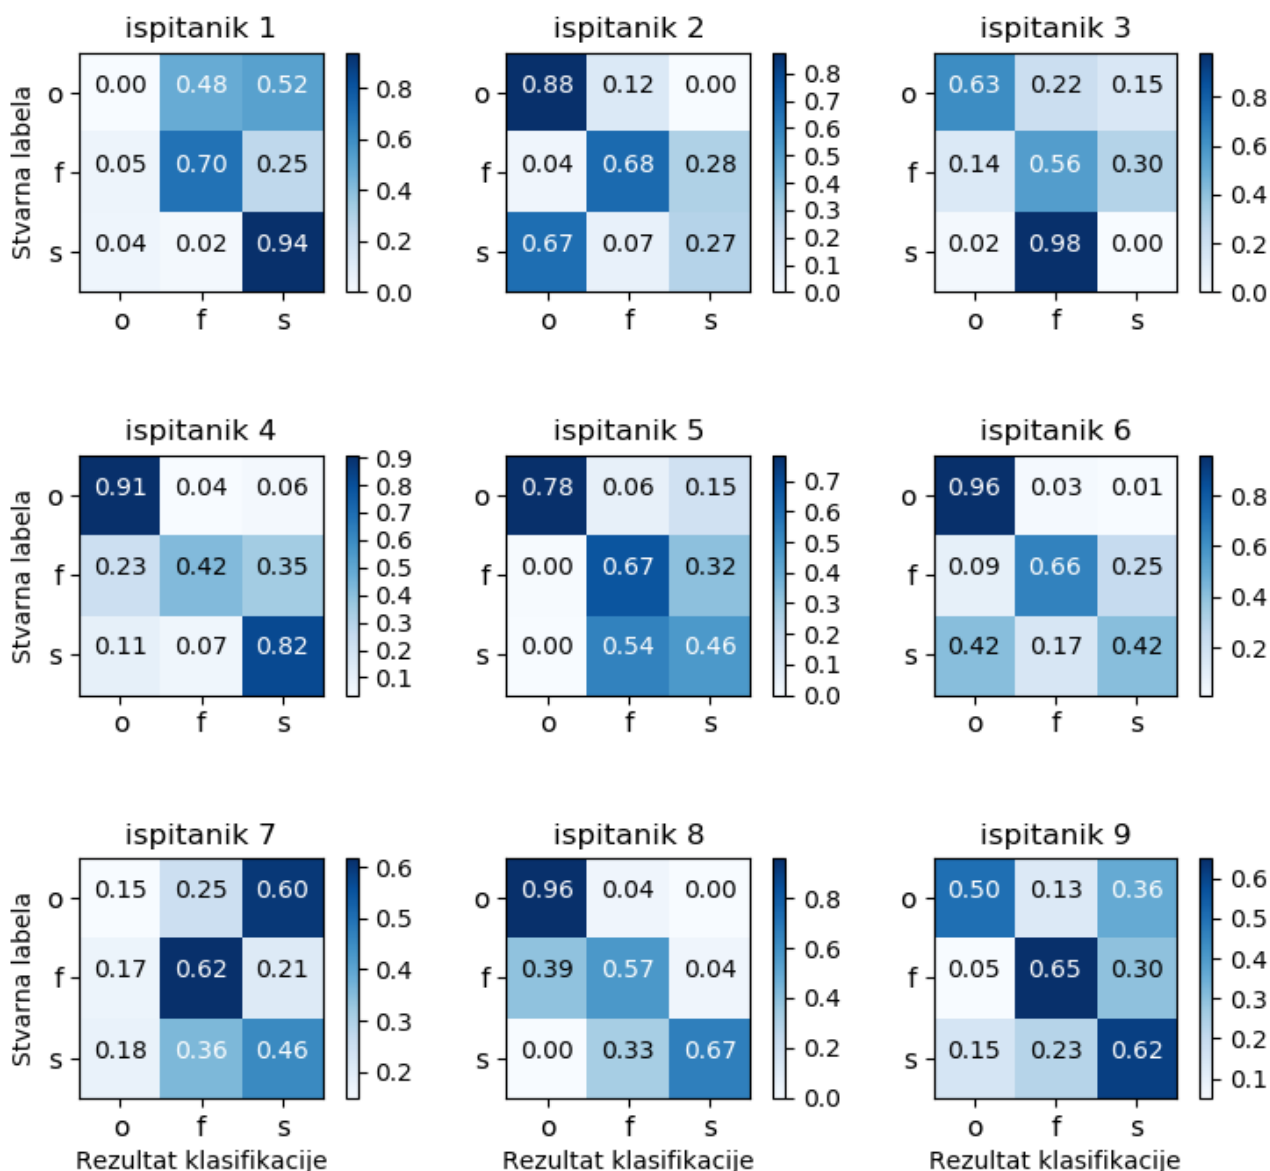 ispitanik 1
Stvarna labela
o 0.00 0.48 0.52
f 0.05 0.70 0.25
s 0.04 0.02 0.94
o f s
0.8
0.6
0.4
0.2
0.0
ispitanik 2
0.88 0.12 0.00
0.04 0.68 0.28
0.67 0.07 0.27
o
f
s
o f s
0.8
0.7
0.6
0.5
0.4
0.3
0.2
0.1
0.0
ispitanik 3
o 0.63 0.22 0.15
f 0.14 0.56 0.30
s 0.02 0.98 0.00
o f s
0.8
0.6
0.4
0.2
0.0
ispitanik 4
Stvarna labela
o 0.91 0.04 0.06
f 0.23 0.42 0.35
s 0.11 0.07 0.82
o f s
0.9
0.8
0.7
0.6
0.5
0.4
0.3
0.2
0.1
ispitanik 5
o 0.78 0.06 0.15
f 0.00 0.67 0.32
s 0.00 0.54 0.46
o f s
0.7
0.6
0.5
0.4
0.3
0.2
0.1
0.0
ispitanik 6
o 0.96 0.03 0.01
f 0.09 0.66 0.25
s 0.42 0.17 0.42
o f s
0.8
0.6
0.4
0.2
ispitanik 7
Stvarna labela
o 0.15 0.25 0.60
f 0.17 0.62 0.21
s 0.18 0.36 0.46
o f s
Rezultat klasifikacije
0.6
0.5
0.4
0.3
0.2
ispitanik 8
o 0.96 0.04 0.00
f 0.39 0.57 0.04
s 0.00 0.33 0.67
o f s
Rezultat klasifikacije
0.8
0.6
0.4
0.2
0.0
ispitanik 9
o 0.50 0.13 0.36
f 0.05 0.65 0.30
s 0.15 0.23 0.62
o f s
Rezultat klasifikacije
0.6
0.5
0.4
0.3
0.2
0.1